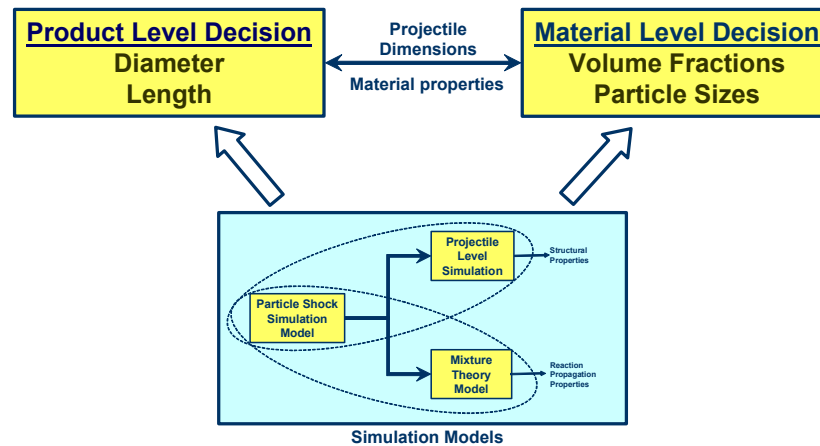 Product Level Decision
Diameter
Length
Projectile
Dimensions
Material properties
Material Level Decision
Volume Fractions
Particle Sizes
Projectile
Level
Simulation
Structural
Properties
Particle Shock
Simulation
Model
Mixture
Theory
Model
Reaction
Propagation
Properties
Simulation Models